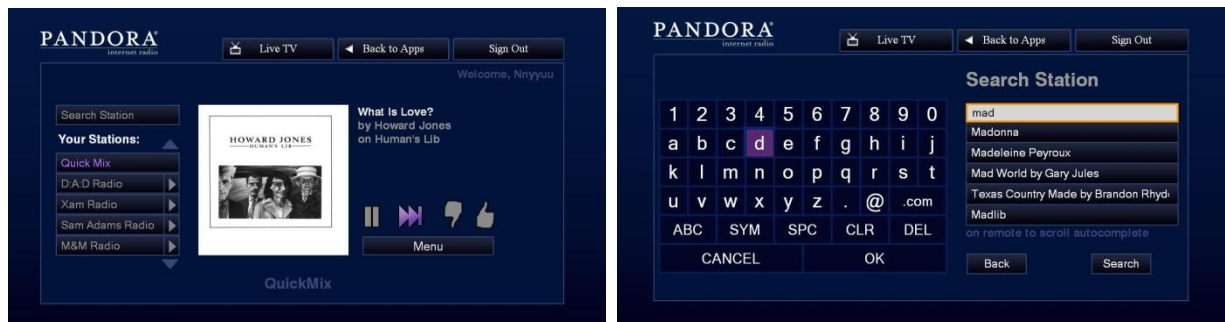 PANDORA
internet radio
Live TV
◄ Back to Apps
Sign Out
Welcome, Nnyyuu
Search Station
Your Stations:
Quick Mix
D:A:D Radio
Xam Radio
Sam Adams Radio
M&M Radio
HOWARD JONES
HUMAN'S LIB
What Is Love?
by Howard Jones
on Human's Lib
Menu
QuickMix
PANDORA
internet radio
Live TV
◄ Back to Apps
Sign Out
1 2 3 4 5 6 7 8 9 0
a b c d e f g h i j
k l m n o p q r s t
u v w x y z . @ .com
ABC SYM SPC CLR DEL
CANCEL OK
Search Station
mad
Madonna
Madeleine Peyroux
Mad World by Gary Jules
Texas Country Made by Brandon Rhyd
Madlib
on remote to scroll autocomplete
Back
Search